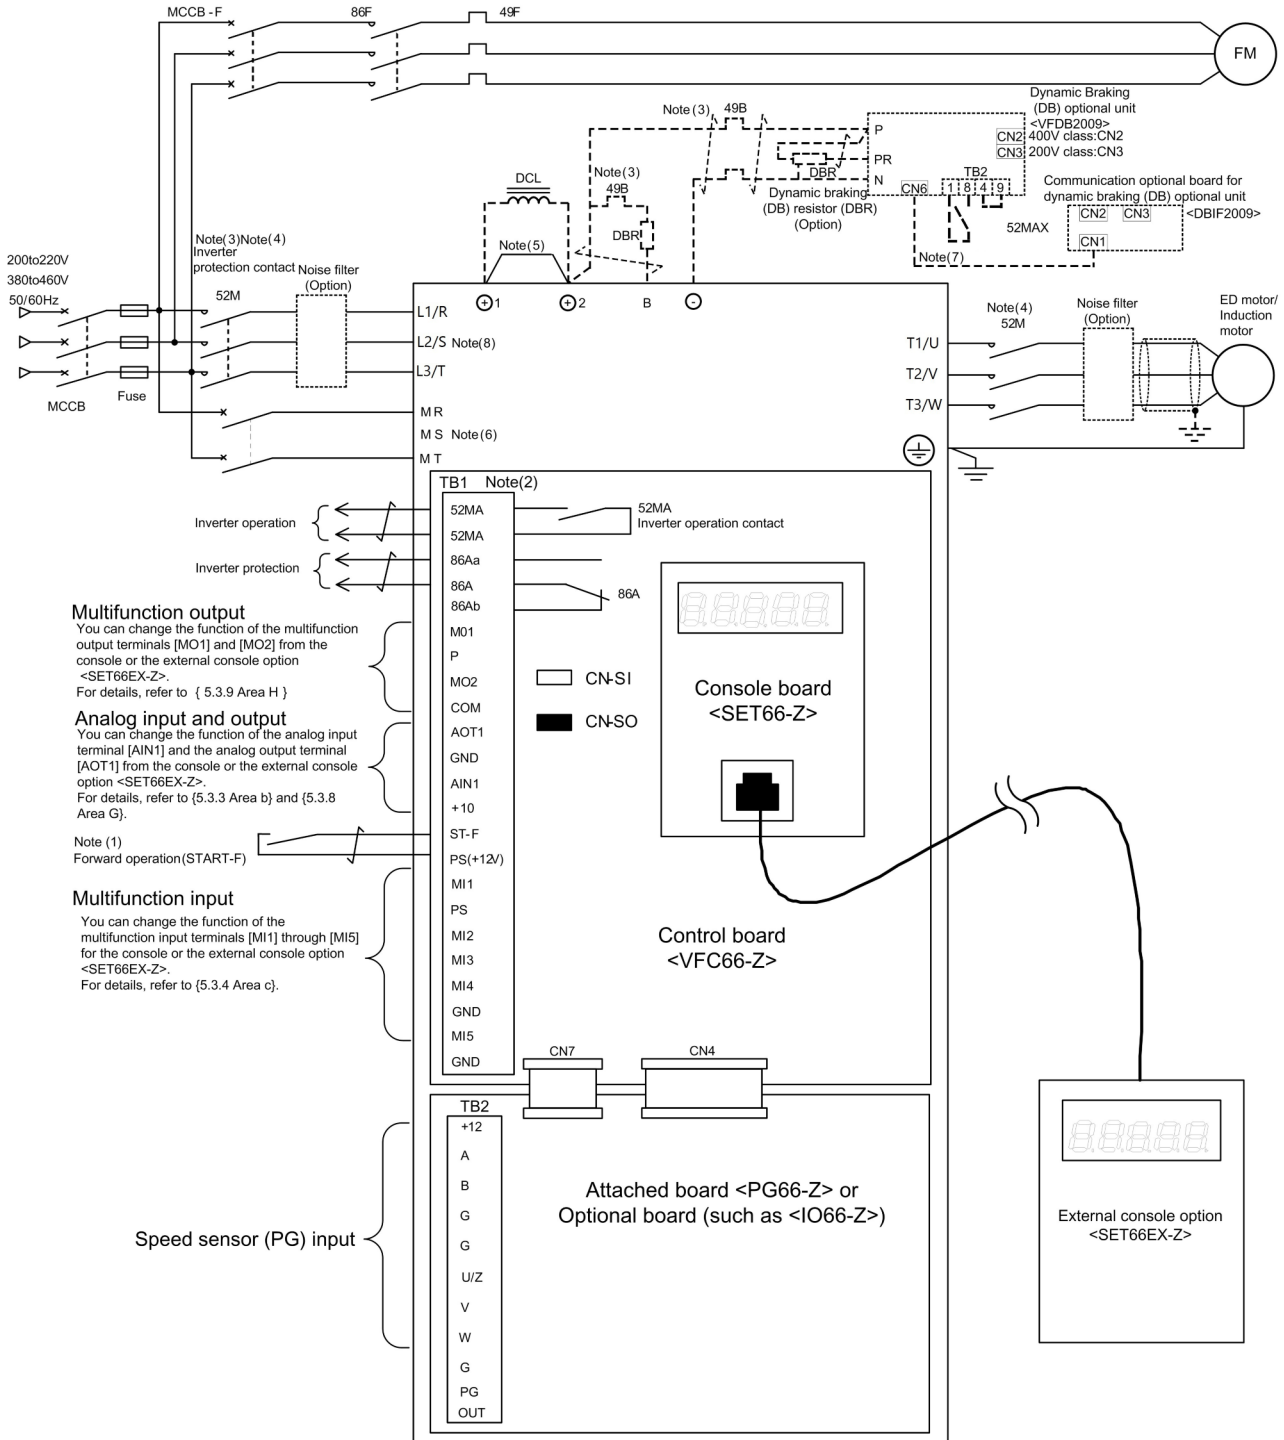 MCCB-F
86F
49F
FM
Dynamic Braking
(DB) optional unit
<VFDB2009>
CN2 400V class:CN2
CN3 200V class:CN3
Note(3) 49B
P
PR
N
DBR
CN6
TB2
1 8 4 9
52MAX
Note(7)
Dynamic braking
(DB) resistor (DBR)
(Option)
Communication optional board for
dynamic braking (DB) optional unit
<DBIF2009>
CN2 CN3
CN1
DCL
Note(3)
49B
DBR
Note(5)
200to220V
380to460V
50/60Hz
Note(3)Note(4)
Inverter
protection contact
52M
Noise filter
(Option)
MCCB
Fuse
+1
+2
B
-
L1/R
L2/S Note(8)
L3/T
MR
MS Note(6)
MT
T1/U
T2/V
T3/W
Note(4)
52M
Noise filter
(Option)
ED motor/
Induction
motor
TB1 Note(2)
52MA
52MA
86Aa
86A
86Ab
M01
P
MO2
COM
AOT1
GND
AIN1
+10
ST-F
PS(+12V)
MI1
PS
MI2
MI3
MI4
GND
MI5
GND
Inverter operation
Inverter protection
52MA
Inverter operation contact
86A
Multifunction output
You can change the function of the multifunction
output terminals [MO1] and [MO2] from the
console or the external console option
<SET66EX-Z>.
For details, refer to { 5.3.9 Area H }
Analog input and output
You can change the function of the analog input
terminal [AIN1] and the analog output terminal
[AOT1] from the console or the external console
option <SET66EX-Z>.
For details, refer to {5.3.3 Area b} and {5.3.8
Area G}.
Note (1)
Forward operation(START-F)
Multifunction input
You can change the function of the
multifunction input terminals [MI1] through [MI5]
for the console or the external console option
<SET66EX-Z>.
For details, refer to {5.3.4 Area c}.
CN-SI
CN-SO
88888
Console board
<SET66-Z>
Control board
<VFC66-Z>
CN7
CN4
TB2
+12
A
B
G
G
U/Z
V
W
G
PG
OUT
Speed sensor (PG) input
Attached board <PG66-Z> or
Optional board (such as <IO66-Z>)
88888
External console option
<SET66EX-Z>